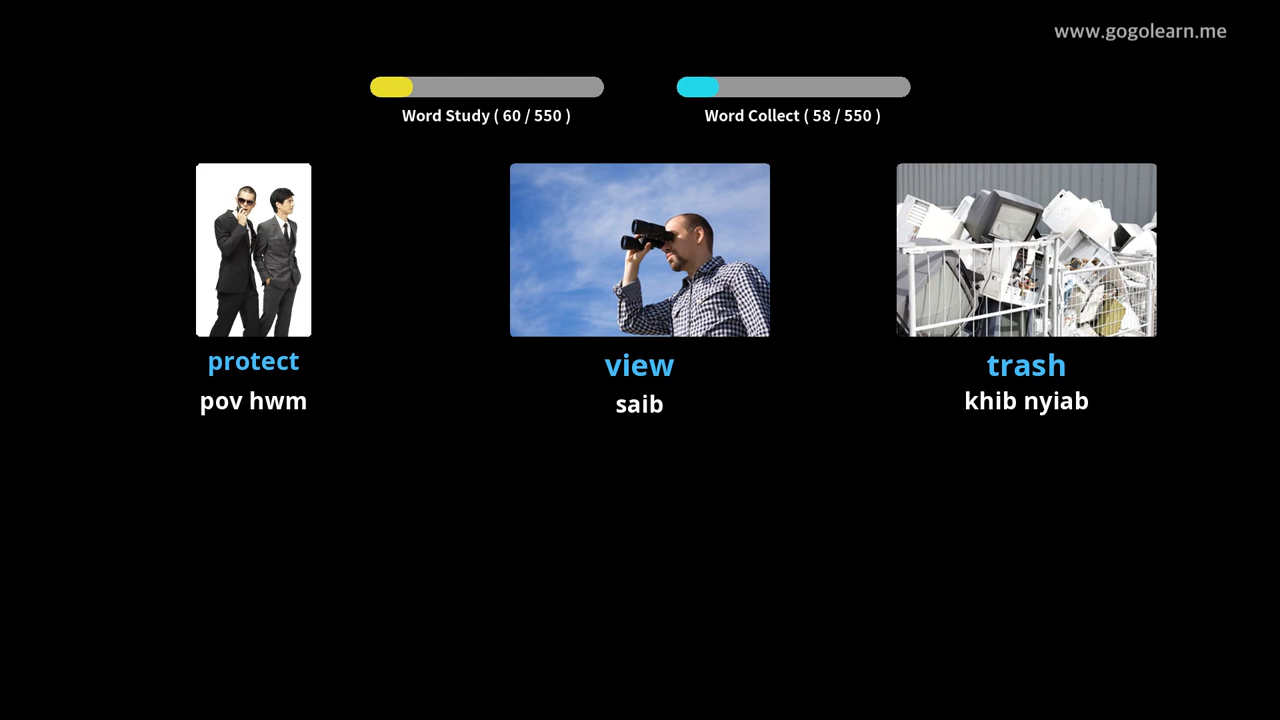 www.gogolearn.me
Word Study ( 60 / 550 )
Word Collect ( 58 / 550 )
protect
view
trash
pov hwm
saib
khib nyiab